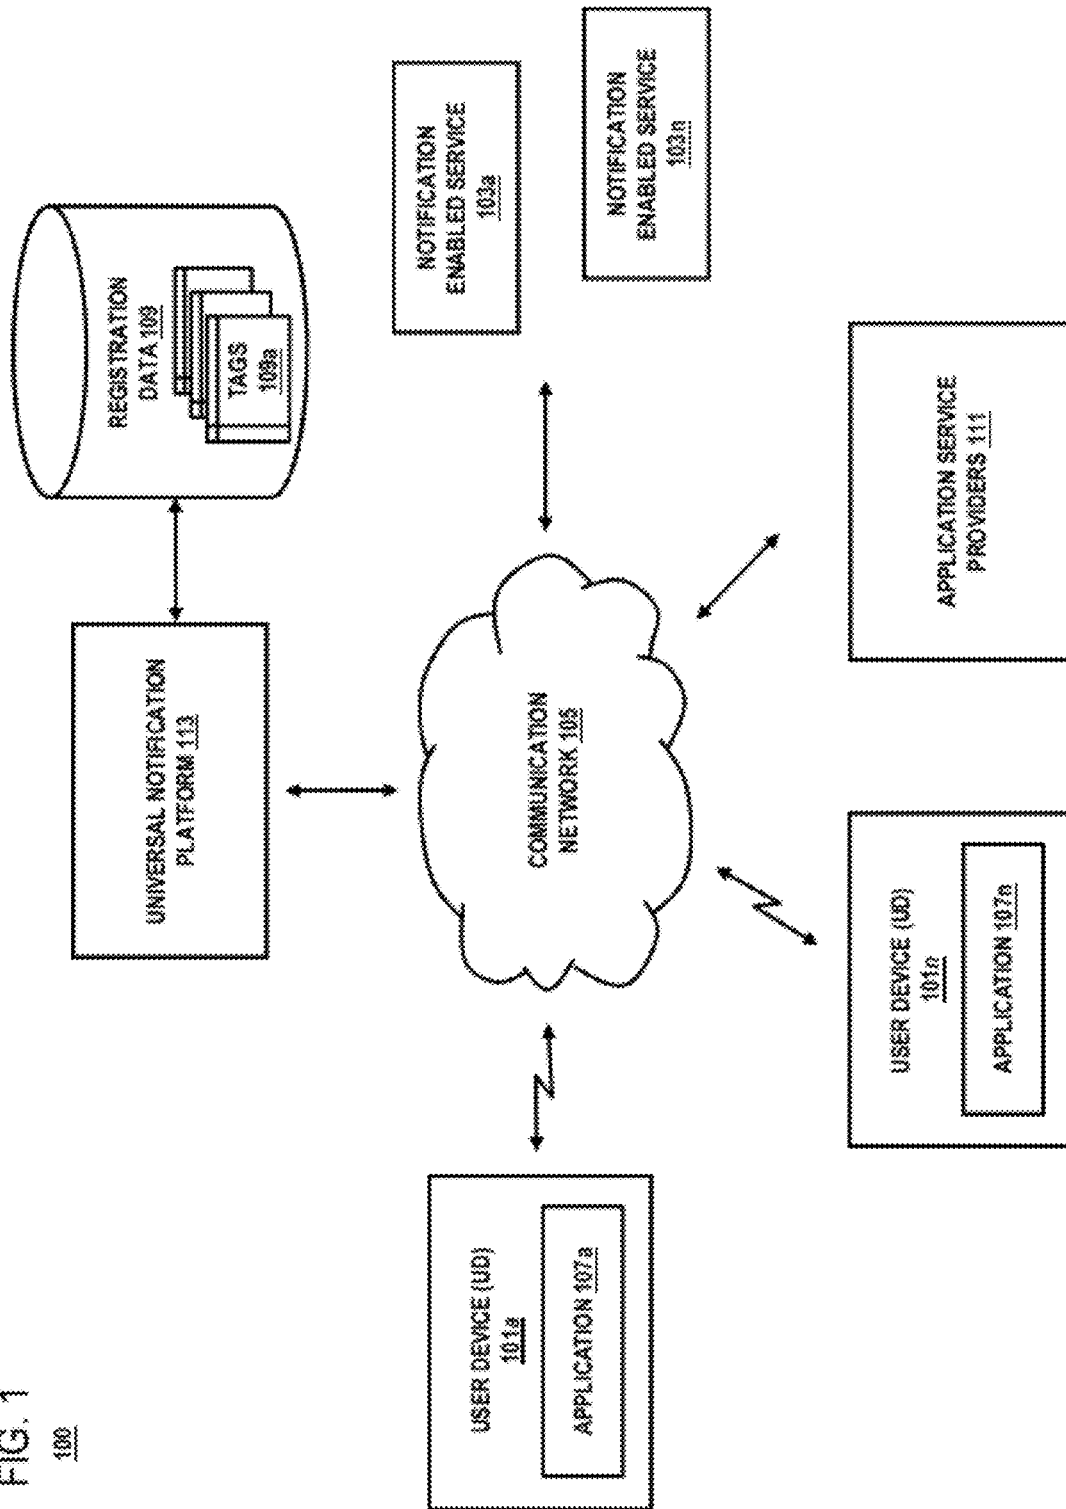 FIG. 1
100
UNIVERSAL NOTIFICATION
PLATFORM 113
REGISTRATION
DATA 109
TAGS
109a
USER DEVICE (UD)
101a
APPLICATION 107a
COMMUNICATION
NETWORK 105
NOTIFICATION
ENABLED SERVICE
103a
NOTIFICATION
ENABLED SERVICE
103n
USER DEVICE (UD)
101n
APPLICATION 107n
APPLICATION SERVICE
PROVIDERS 111